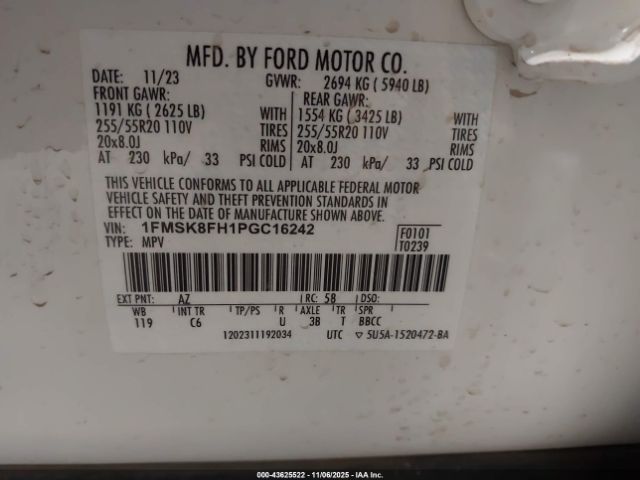 MFD. BY FORD MOTOR CO.
DATE: 11/23 GVWR: 2694 KG ( 5940 LB)
FRONT GAWR: REAR GAWR:
1191 KG ( 2625 LB) WITH 1554 KG ( 3425 LB) WITH
255/55R20 110V TIRES 255/55R20 110V TIRES
20x8.0J RIMS 20x8.0J RIMS
AT 230 kPa/ 33 PSI COLD AT 230 kPa/ 33 PSI COLD
THIS VEHICLE CONFORMS TO ALL APPLICABLE FEDERAL MOTOR
VEHICLE SAFETY AND THEFT PREVENTION STANDARDS IN
EFFECT ON THE DATE OF MANUFACTURE SHOWN ABOVE.
VIN: 1FMSK8FH1PGC16242 F0101
TYPE: MPV T0239
EXT PNT: AZ RC: 58 DSO:
WB INT TR TP/PS R AXLE TR SPR
119 C6 U 3B T BBCC
1202311192034 UTC ▽ 5U5A-1520472-BA
000-43625522 - 11/06/2025 - IAA Inc.